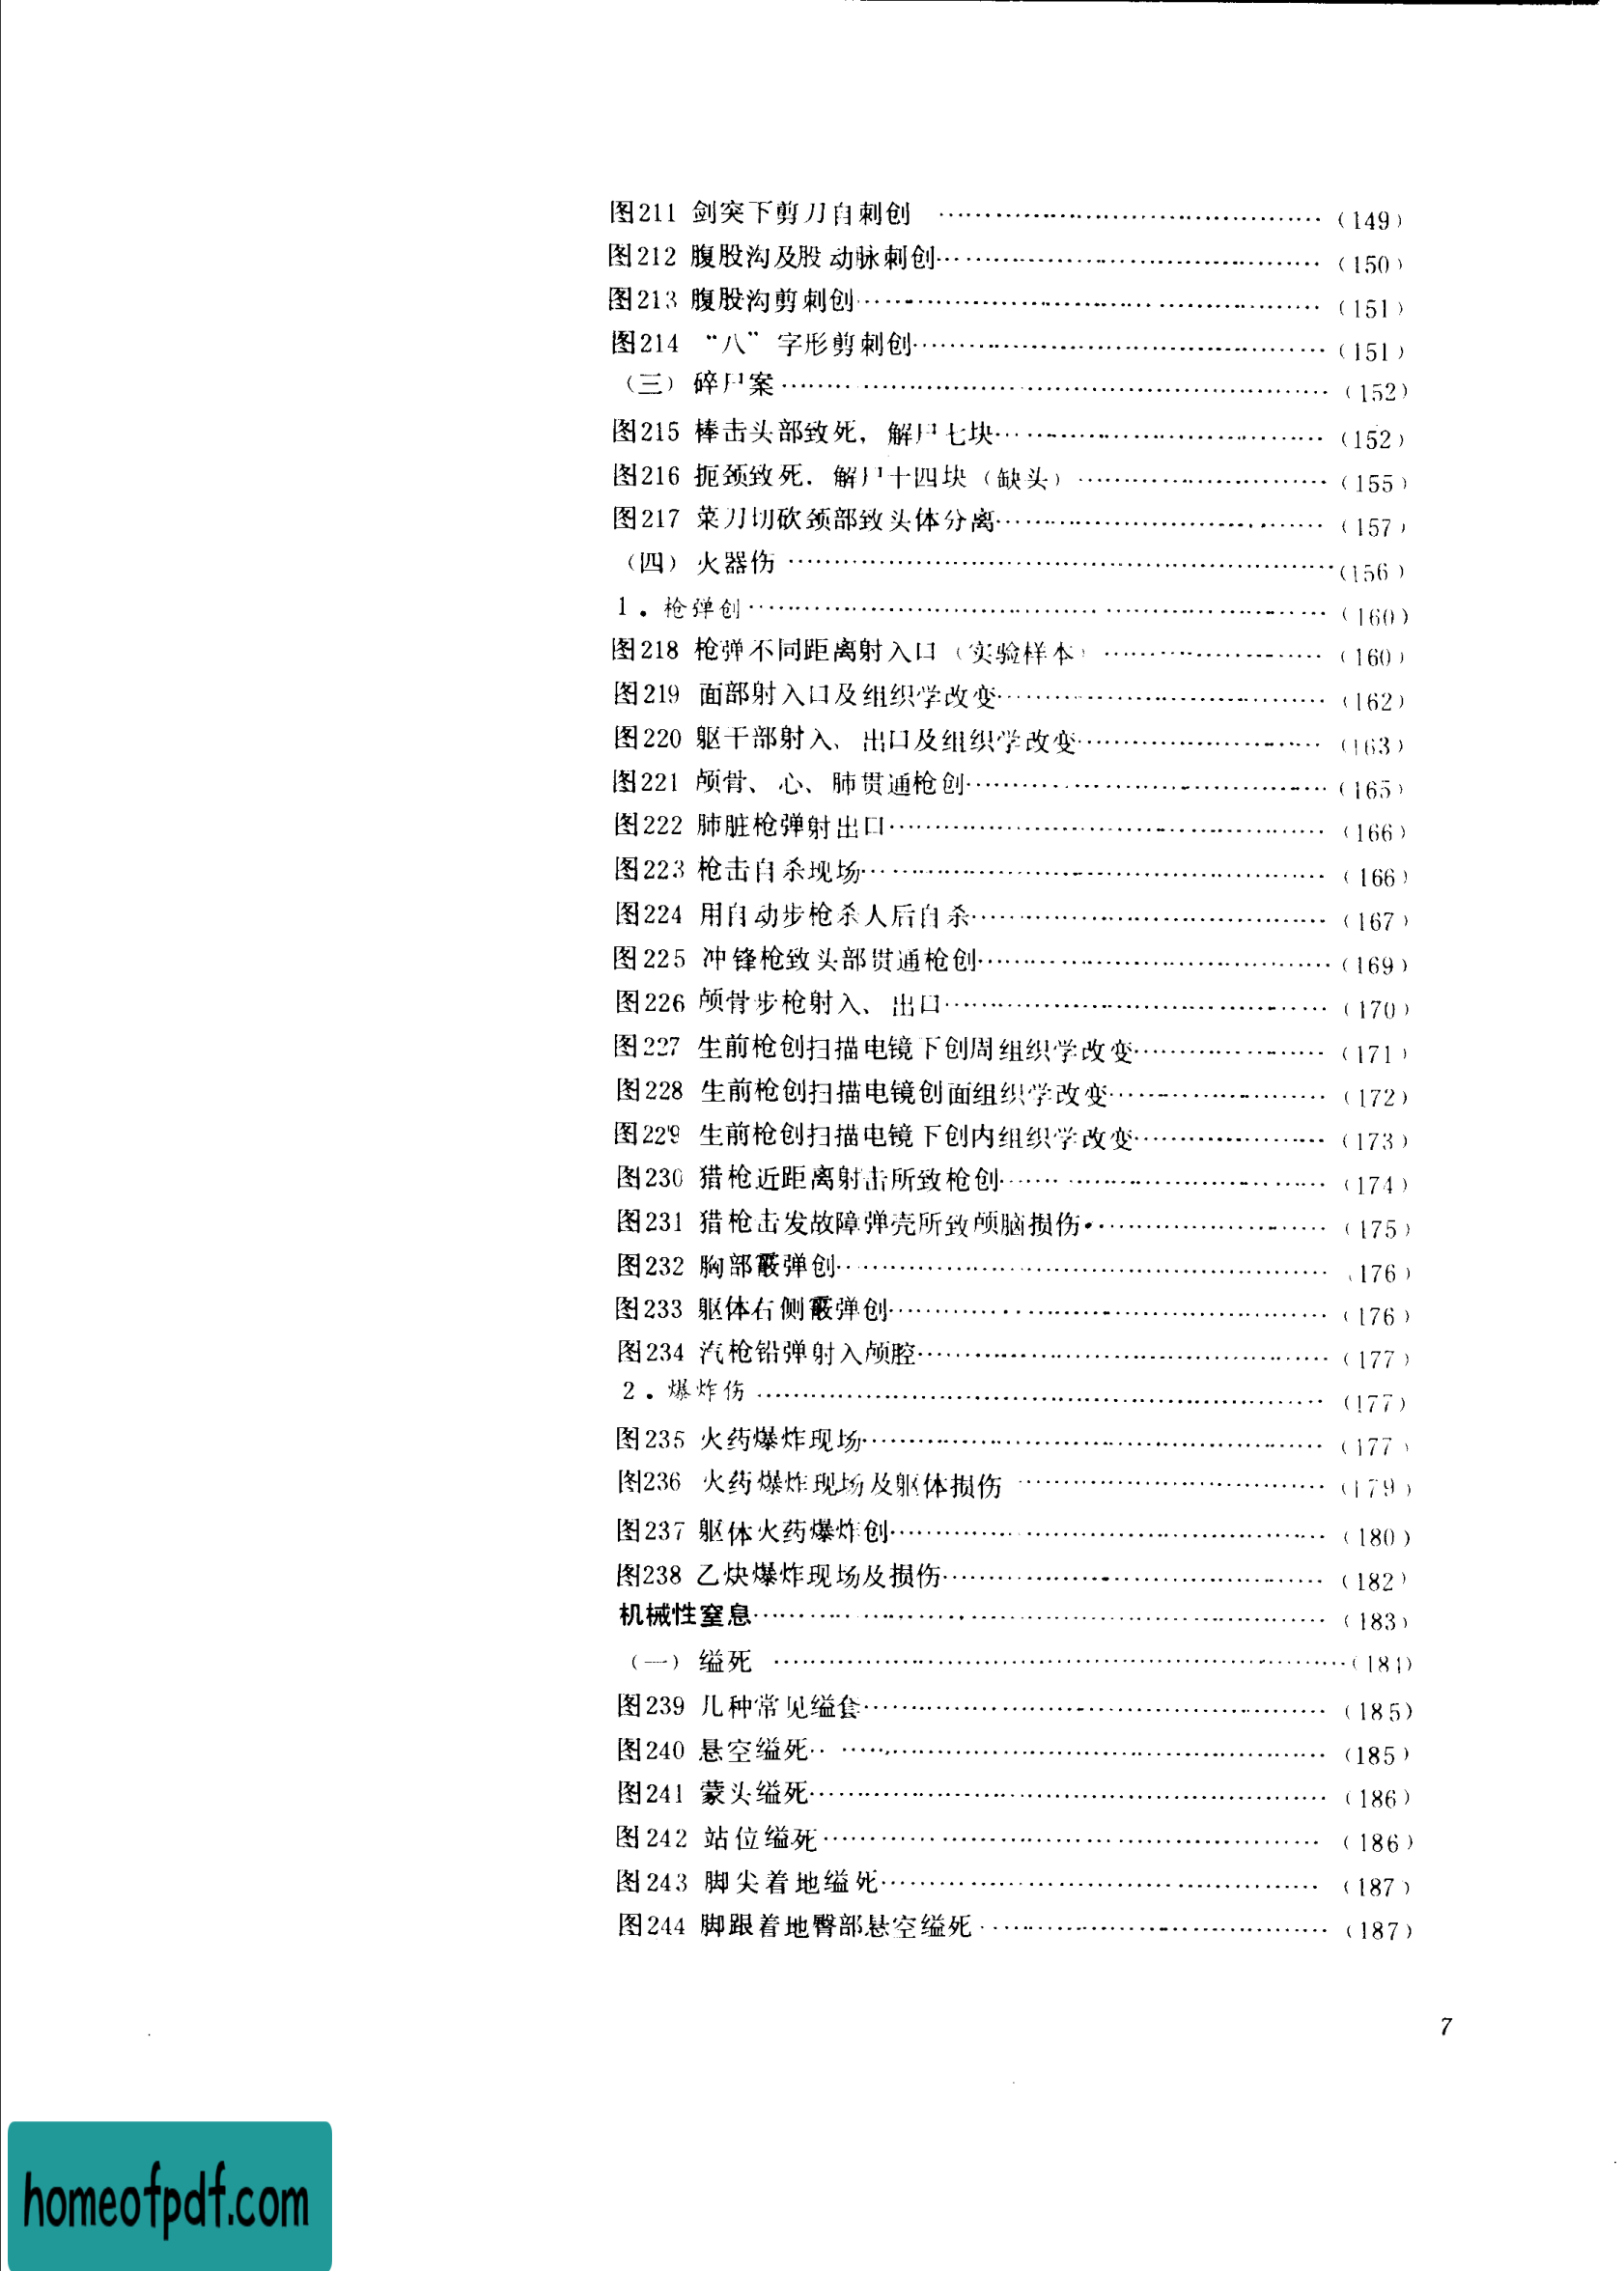 图211 剑突下剪刀自刺创 ……………………………………（149）
图212 腹股沟及股动脉刺创……………………………………（150）
图213 腹股沟剪刺创……………………………………（151）
图214 “八”字形剪刺创……………………………………（151）
（三）碎尸案……………………………………（152）
图215 棒击头部致死，解尸七块……………………………………（152）
图216 扼颈致死．解尸十四块（缺头）……………………………………（155）
图217 菜刀切砍颈部致头体分离……………………………………（157）
（四）火器伤……………………………………（156）
1．枪弹创……………………………………（160）
图218 枪弹不同距离射入口（实验样本）……………………………………（160）
图219 面部射入口及组织学改变……………………………………（162）
图220 躯干部射入、出口及组织学改变……………………………………（163）
图221 颅骨、心、肺贯通枪创……………………………………（165）
图222 肺脏枪弹射出口……………………………………（166）
图223 枪击自杀现场……………………………………（166）
图224 用自动步枪杀人后自杀……………………………………（167）
图225 冲锋枪致头部贯通枪创……………………………………（169）
图226 颅骨步枪射入、出口……………………………………（170）
图227 生前枪创扫描电镜下创周组织学改变……………………………………（171）
图228 生前枪创扫描电镜创面组织学改变……………………………………（172）
图229 生前枪创扫描电镜下创内组织学改变……………………………………（173）
图230 猎枪近距离射击所致枪创……………………………………（174）
图231 猎枪击发故障弹壳所致颅脑损伤……………………………………（175）
图232 胸部霰弹创……………………………………（176）
图233 躯体右侧霰弹创……………………………………（176）
图234 汽枪铅弹射入颅腔……………………………………（177）
2．爆炸伤……………………………………（177）
图235 火药爆炸现场……………………………………（177）
图236 火药爆炸现场及躯体损伤……………………………………（179）
图237 躯体火药爆炸创……………………………………（180）
图238 乙炔爆炸现场及损伤……………………………………（182）
机械性窒息……………………………………（183）
（一）缢死……………………………………（184）
图239 几种常见缢套……………………………………（185）
图240 悬空缢死……………………………………（185）
图241 蒙头缢死……………………………………（186）
图242 站位缢死……………………………………（186）
图243 脚尖着地缢死……………………………………（187）
图244 脚跟着地臀部悬空缢死……………………………………（187）
7
homeofpdf.com